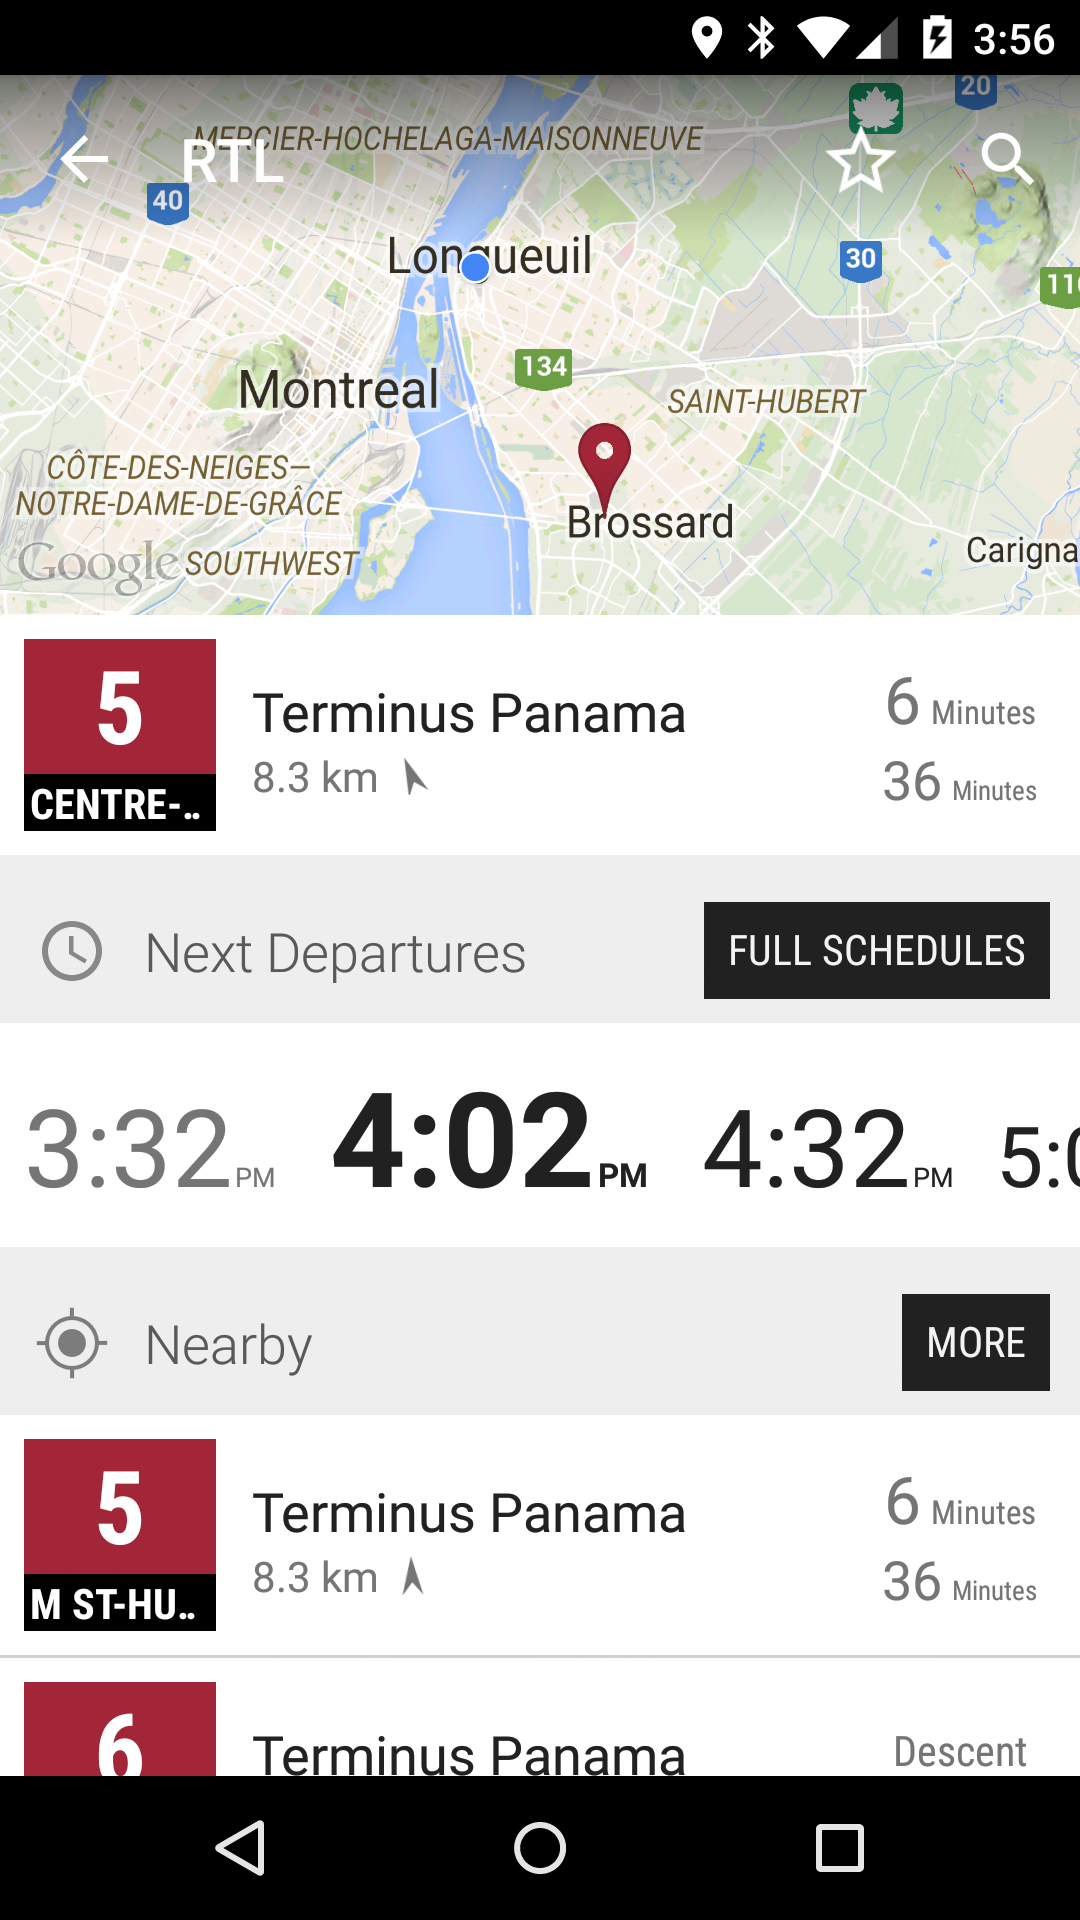 3:56
20
MERCIER-HOCHELAGA-MAISONNEUVE
RTL
40
Longueuil
30
134
Montreal
SAINT-HUBERT
CÔTE-DES-NEIGES—
NOTRE-DAME-DE-GRÂCE
Brossard
Google
SOUTHWEST
Carigna
5
CENTRE-..
Terminus Panama
8.3 km
6 Minutes
36 Minutes
Next Departures
FULL SCHEDULES
3:32 PM
4:02 PM
4:32 PM
5:0
Nearby
MORE
5
M ST-HU..
Terminus Panama
8.3 km
6 Minutes
36 Minutes
6
Terminus Panama
Descent